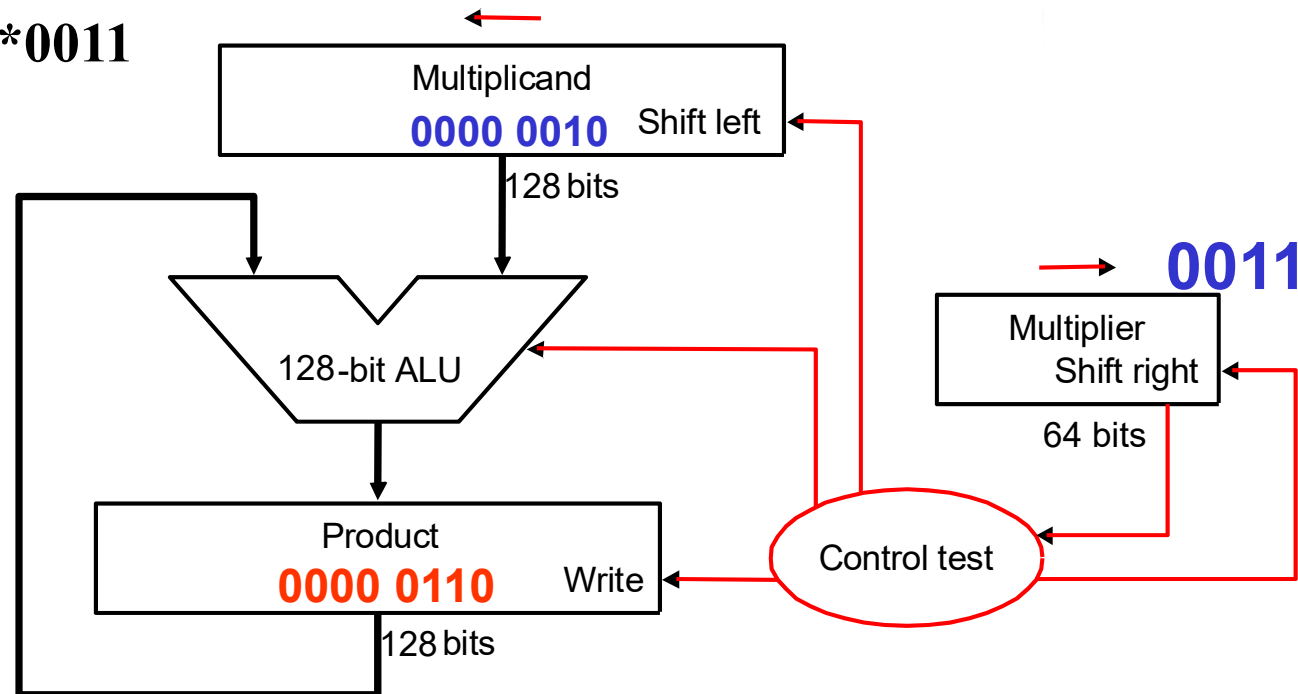 *0011
Multiplicand
0000 0010 Shift left
128 bits
0011
Multiplier
Shift right
128-bit ALU
64 bits
Product
0000 0110 Write
Control test
128 bits